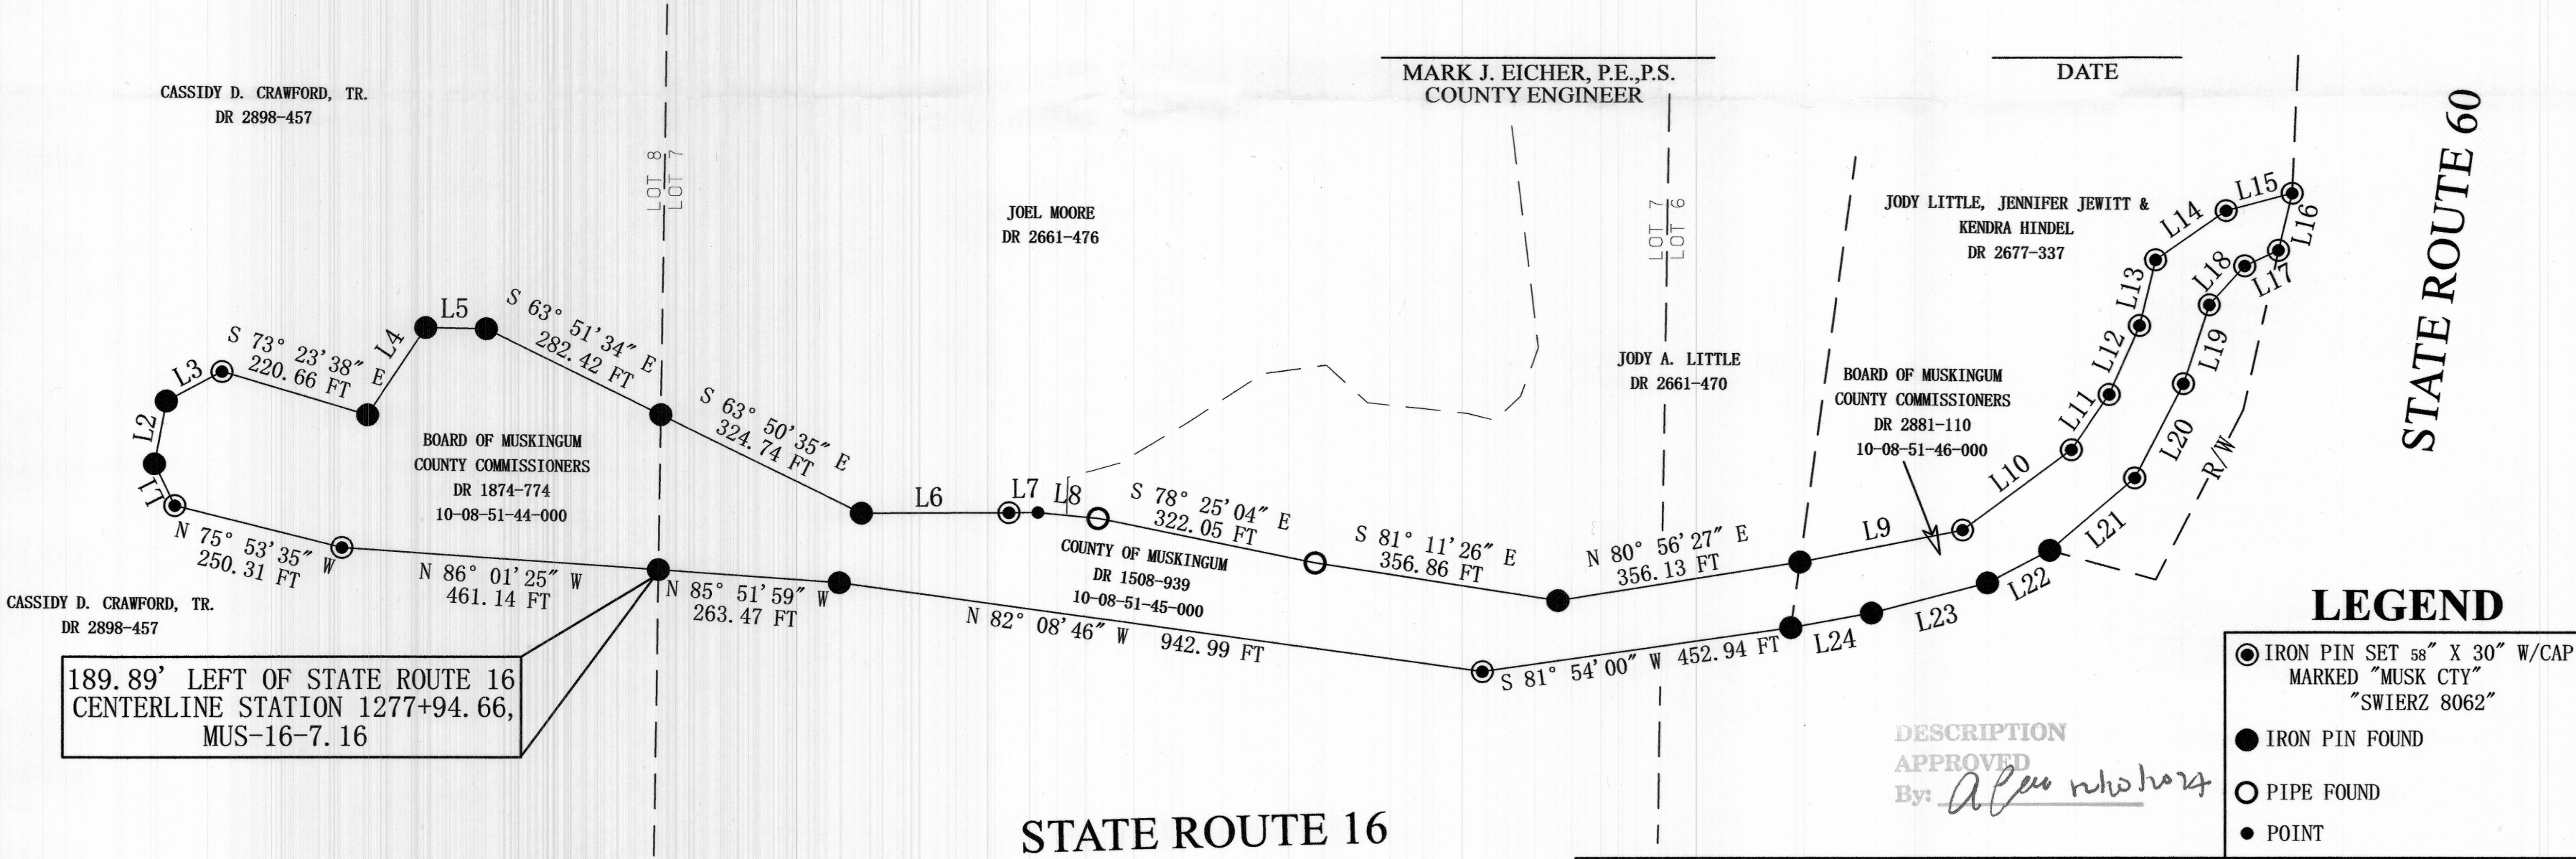 MARK J. EICHER, P.E.,P.S.
COUNTY ENGINEER
DATE
CASSIDY D. CRAWFORD, TR.
DR 2898-457
LOT 8
LOT 7
JOEL MOORE
DR 2661-476
LOT 7
LOT 6
JODY LITTLE, JENNIFER JEWITT &
KENDRA HINDEL
DR 2677-337
STATE ROUTE 60
L15
L14
L16
L13
L18
L17
L12
L19
L11
L20
L10
R/W
L21
L9
L22
L23
L24
L5
L4
L3
L2
L1
S 73° 23'38" E
220.66 FT
S 63° 51'34" E
282.42 FT
S 63° 50'35" E
324.74 FT
L6
L7
L8
S 78° 25'04" E
322.05 FT
S 81° 11'26" E
356.86 FT
N 80° 56'27" E
356.13 FT
JODY A. LITTLE
DR 2661-470
BOARD OF MUSKINGUM
COUNTY COMMISSIONERS
DR 2881-110
10-08-51-46-000
BOARD OF MUSKINGUM
COUNTY COMMISSIONERS
DR 1874-774
10-08-51-44-000
COUNTY OF MUSKINGUM
DR 1508-939
10-08-51-45-000
N 75° 53'35" W
250.31 FT
N 86° 01'25" W
461.14 FT
N 85° 51'59" W
263.47 FT
N 82° 08'46" W 942.99 FT
S 81° 54'00" W 452.94 FT
CASSIDY D. CRAWFORD, TR.
DR 2898-457
189.89' LEFT OF STATE ROUTE 16
CENTERLINE STATION 1277+94.66,
MUS-16-7.16
STATE ROUTE 16
DESCRIPTION
APPROVED
By:
LEGEND
IRON PIN SET 58" X 30" W/CAP
MARKED "MUSK CTY"
"SWIERZ 8062"
IRON PIN FOUND
PIPE FOUND
POINT